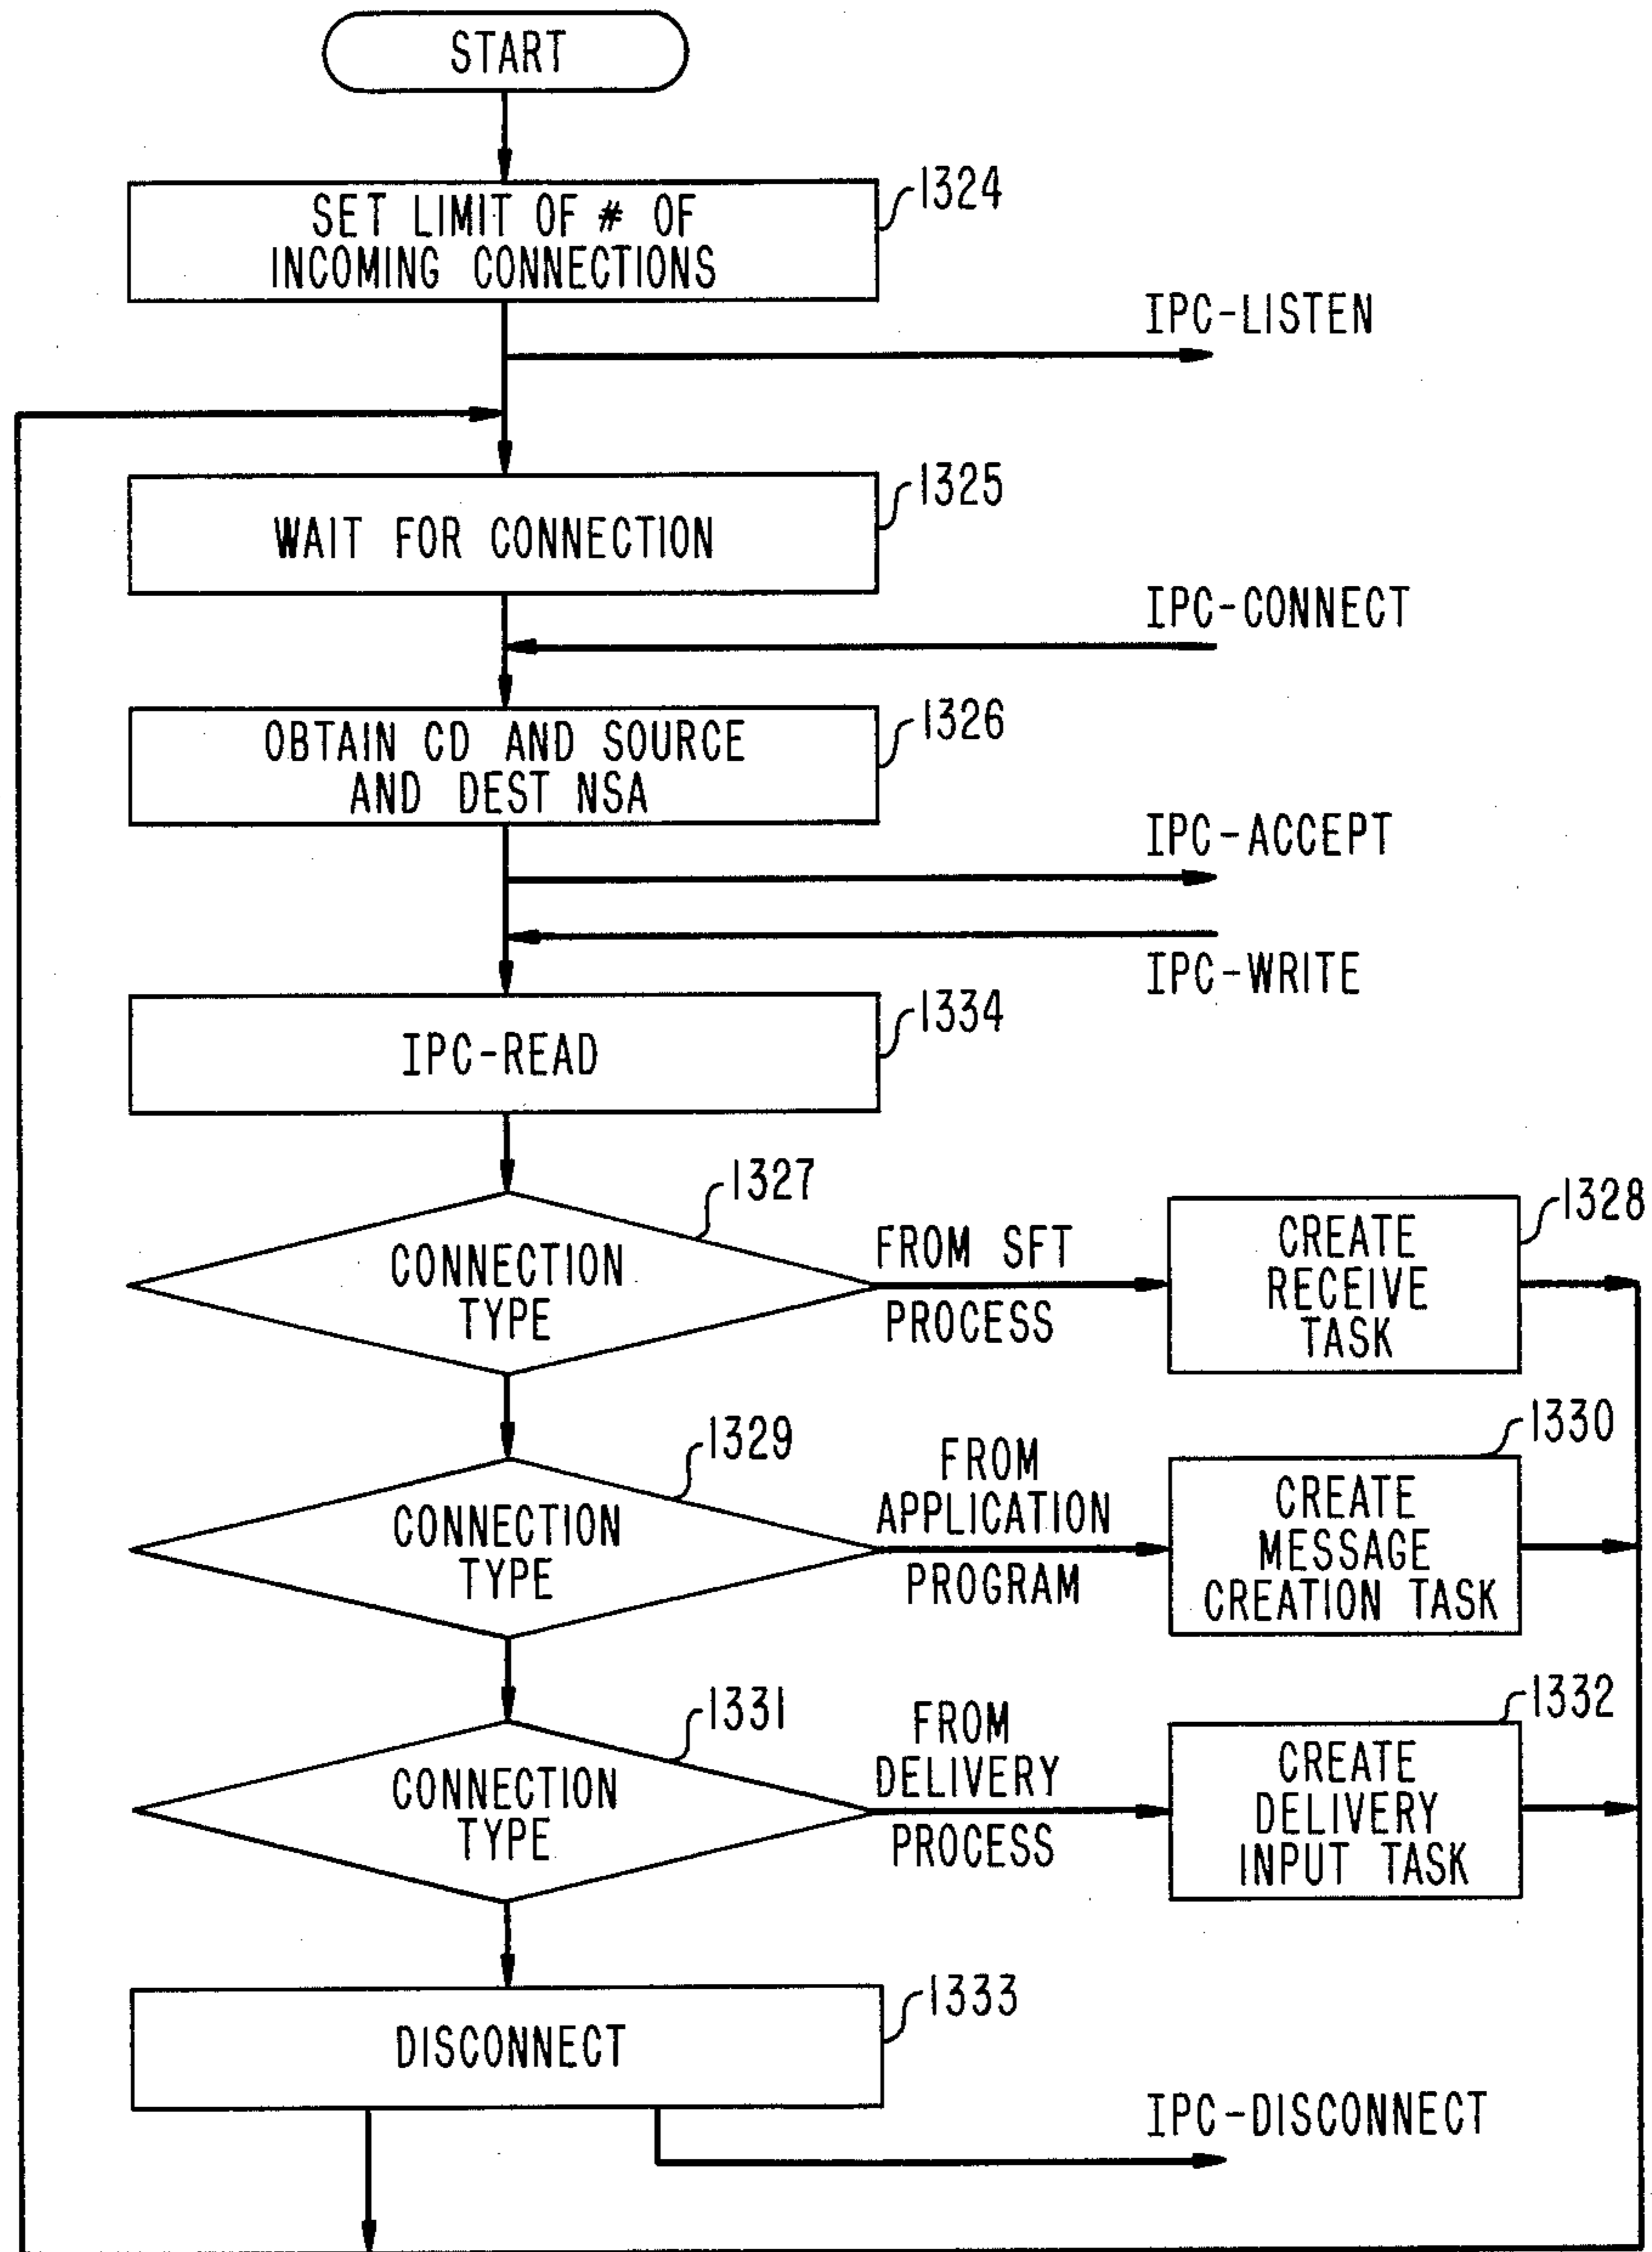 START
1324
SET LIMIT OF # OF
INCOMING CONNECTIONS
IPC-LISTEN
1325
WAIT FOR CONNECTION
IPC-CONNECT
1326
OBTAIN CD AND SOURCE
AND DEST NSA
IPC-ACCEPT
IPC-WRITE
1334
IPC-READ
1327
CONNECTION
TYPE
FROM SFT
PROCESS
1328
CREATE
RECEIVE
TASK
1329
CONNECTION
TYPE
FROM
APPLICATION
PROGRAM
1330
CREATE
MESSAGE
CREATION TASK
1331
CONNECTION
TYPE
FROM
DELIVERY
PROCESS
1332
CREATE
DELIVERY
INPUT TASK
1333
DISCONNECT
IPC-DISCONNECT